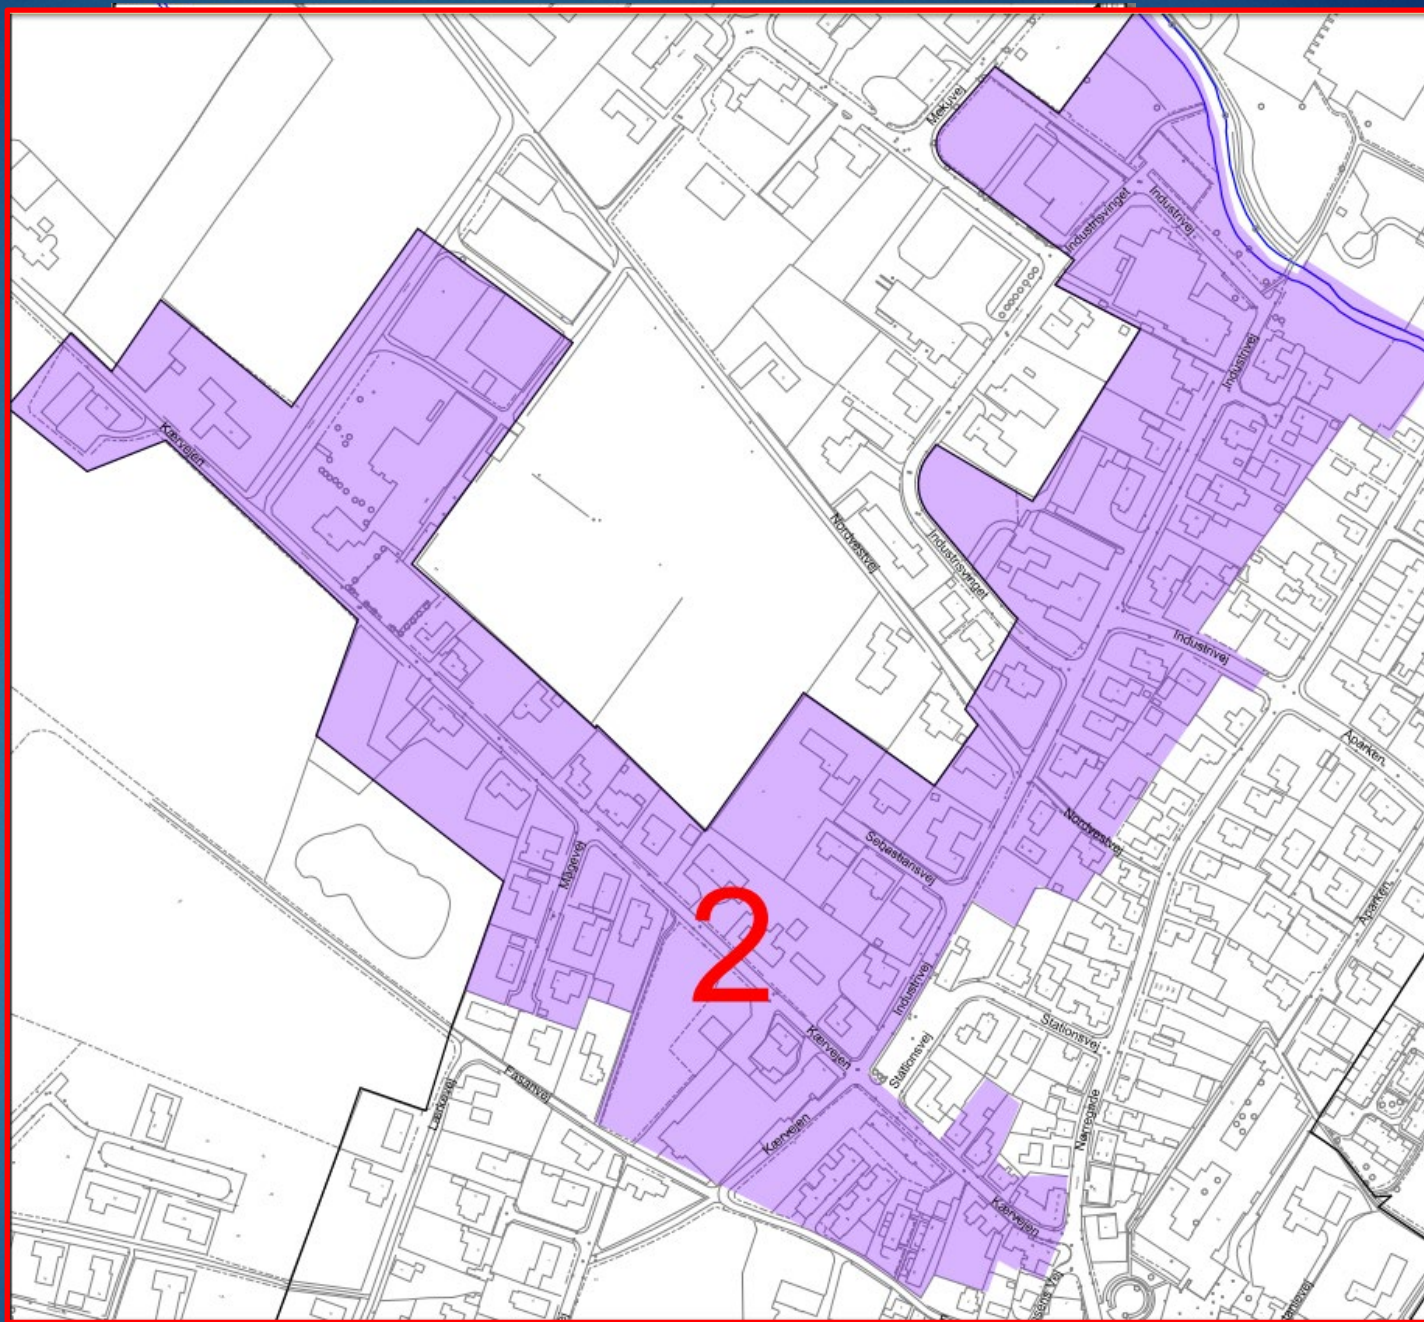 Mekuvej
Industrisvinget
Industrivej
Industrivej
Kærvejen
Nordvestvej
Industrisvinget
Industrivej
Aparken
Nordvestvej
Sebastiansvej
Mågevej
Aparken
2
Industrivej
Stationsvej
Kærvejen
Stationsvej
Fasanvej
Lærkevej
Kærvejen
Nørregade
Kærvejen